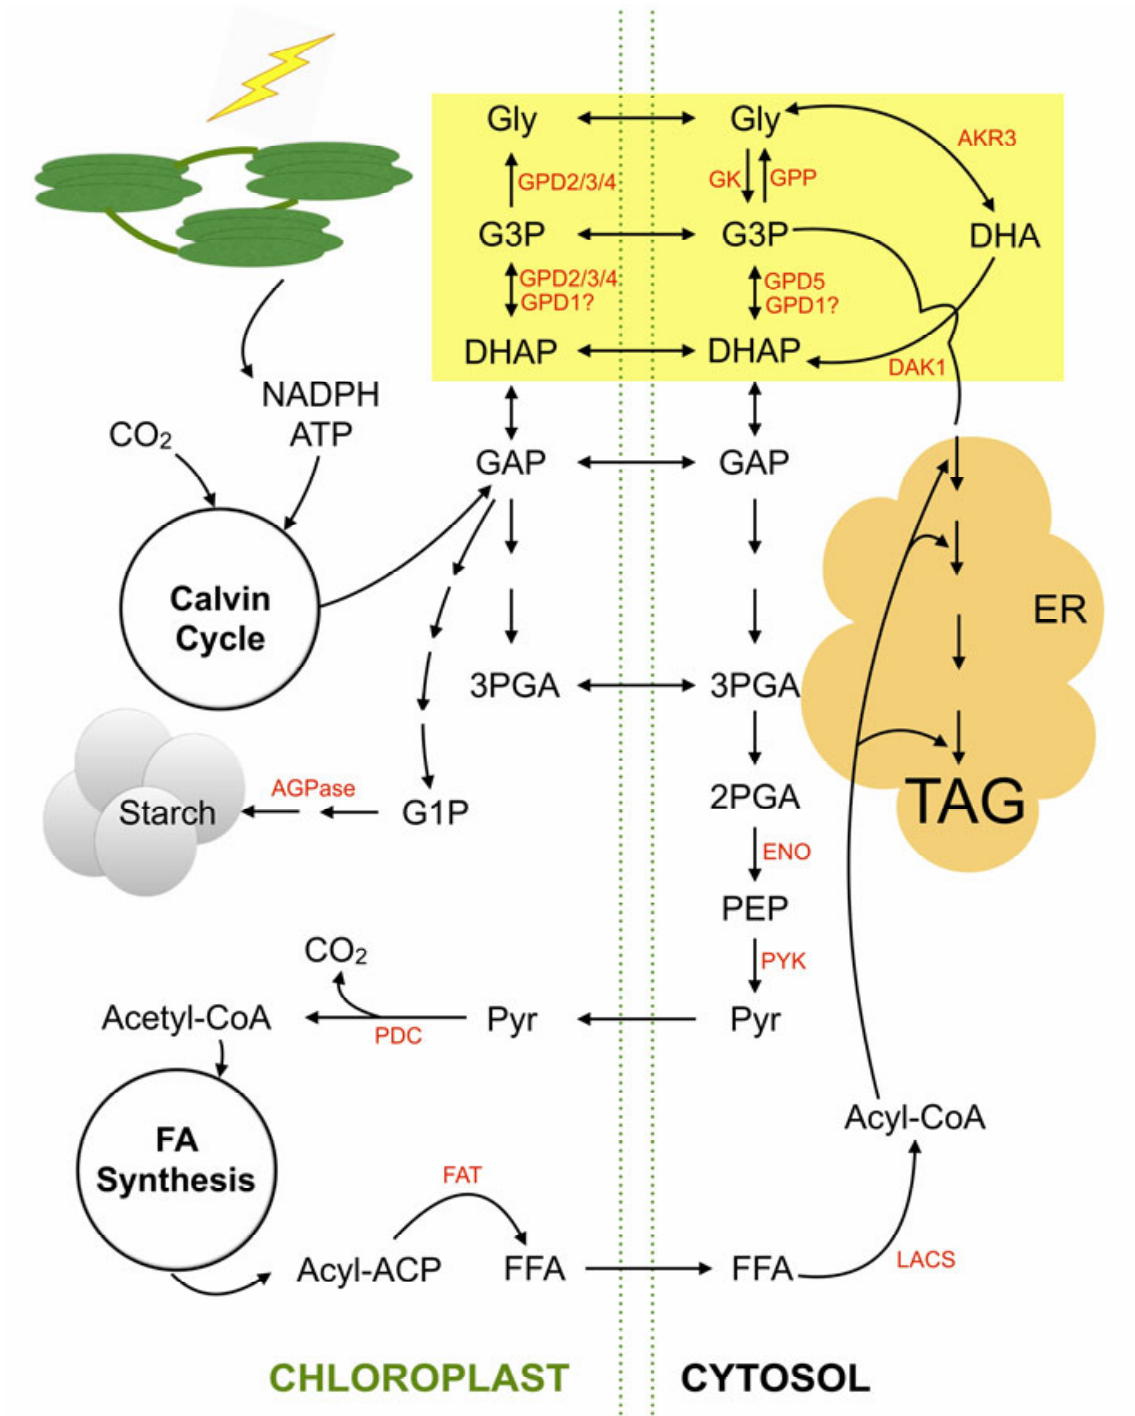 Gly
Gly
AKR3
GPD2/3/4
GK
GPP
G3P
G3P
DHA
GPD2/3/4
GPD1?
GPD5
GPD1?
DHAP
DHAP
DAK1
NADPH
ATP
CO2
GAP
GAP
Calvin
Cycle
ER
3PGA
3PGA
AGPase
Starch
G1P
2PGA
TAG
ENO
PEP
CO2
PYK
Acetyl-CoA
PDC
Pyr
Pyr
Acyl-CoA
FA
Synthesis
FAT
Acyl-ACP
FFA
FFA
LACS
CHLOROPLAST
CYTOSOL